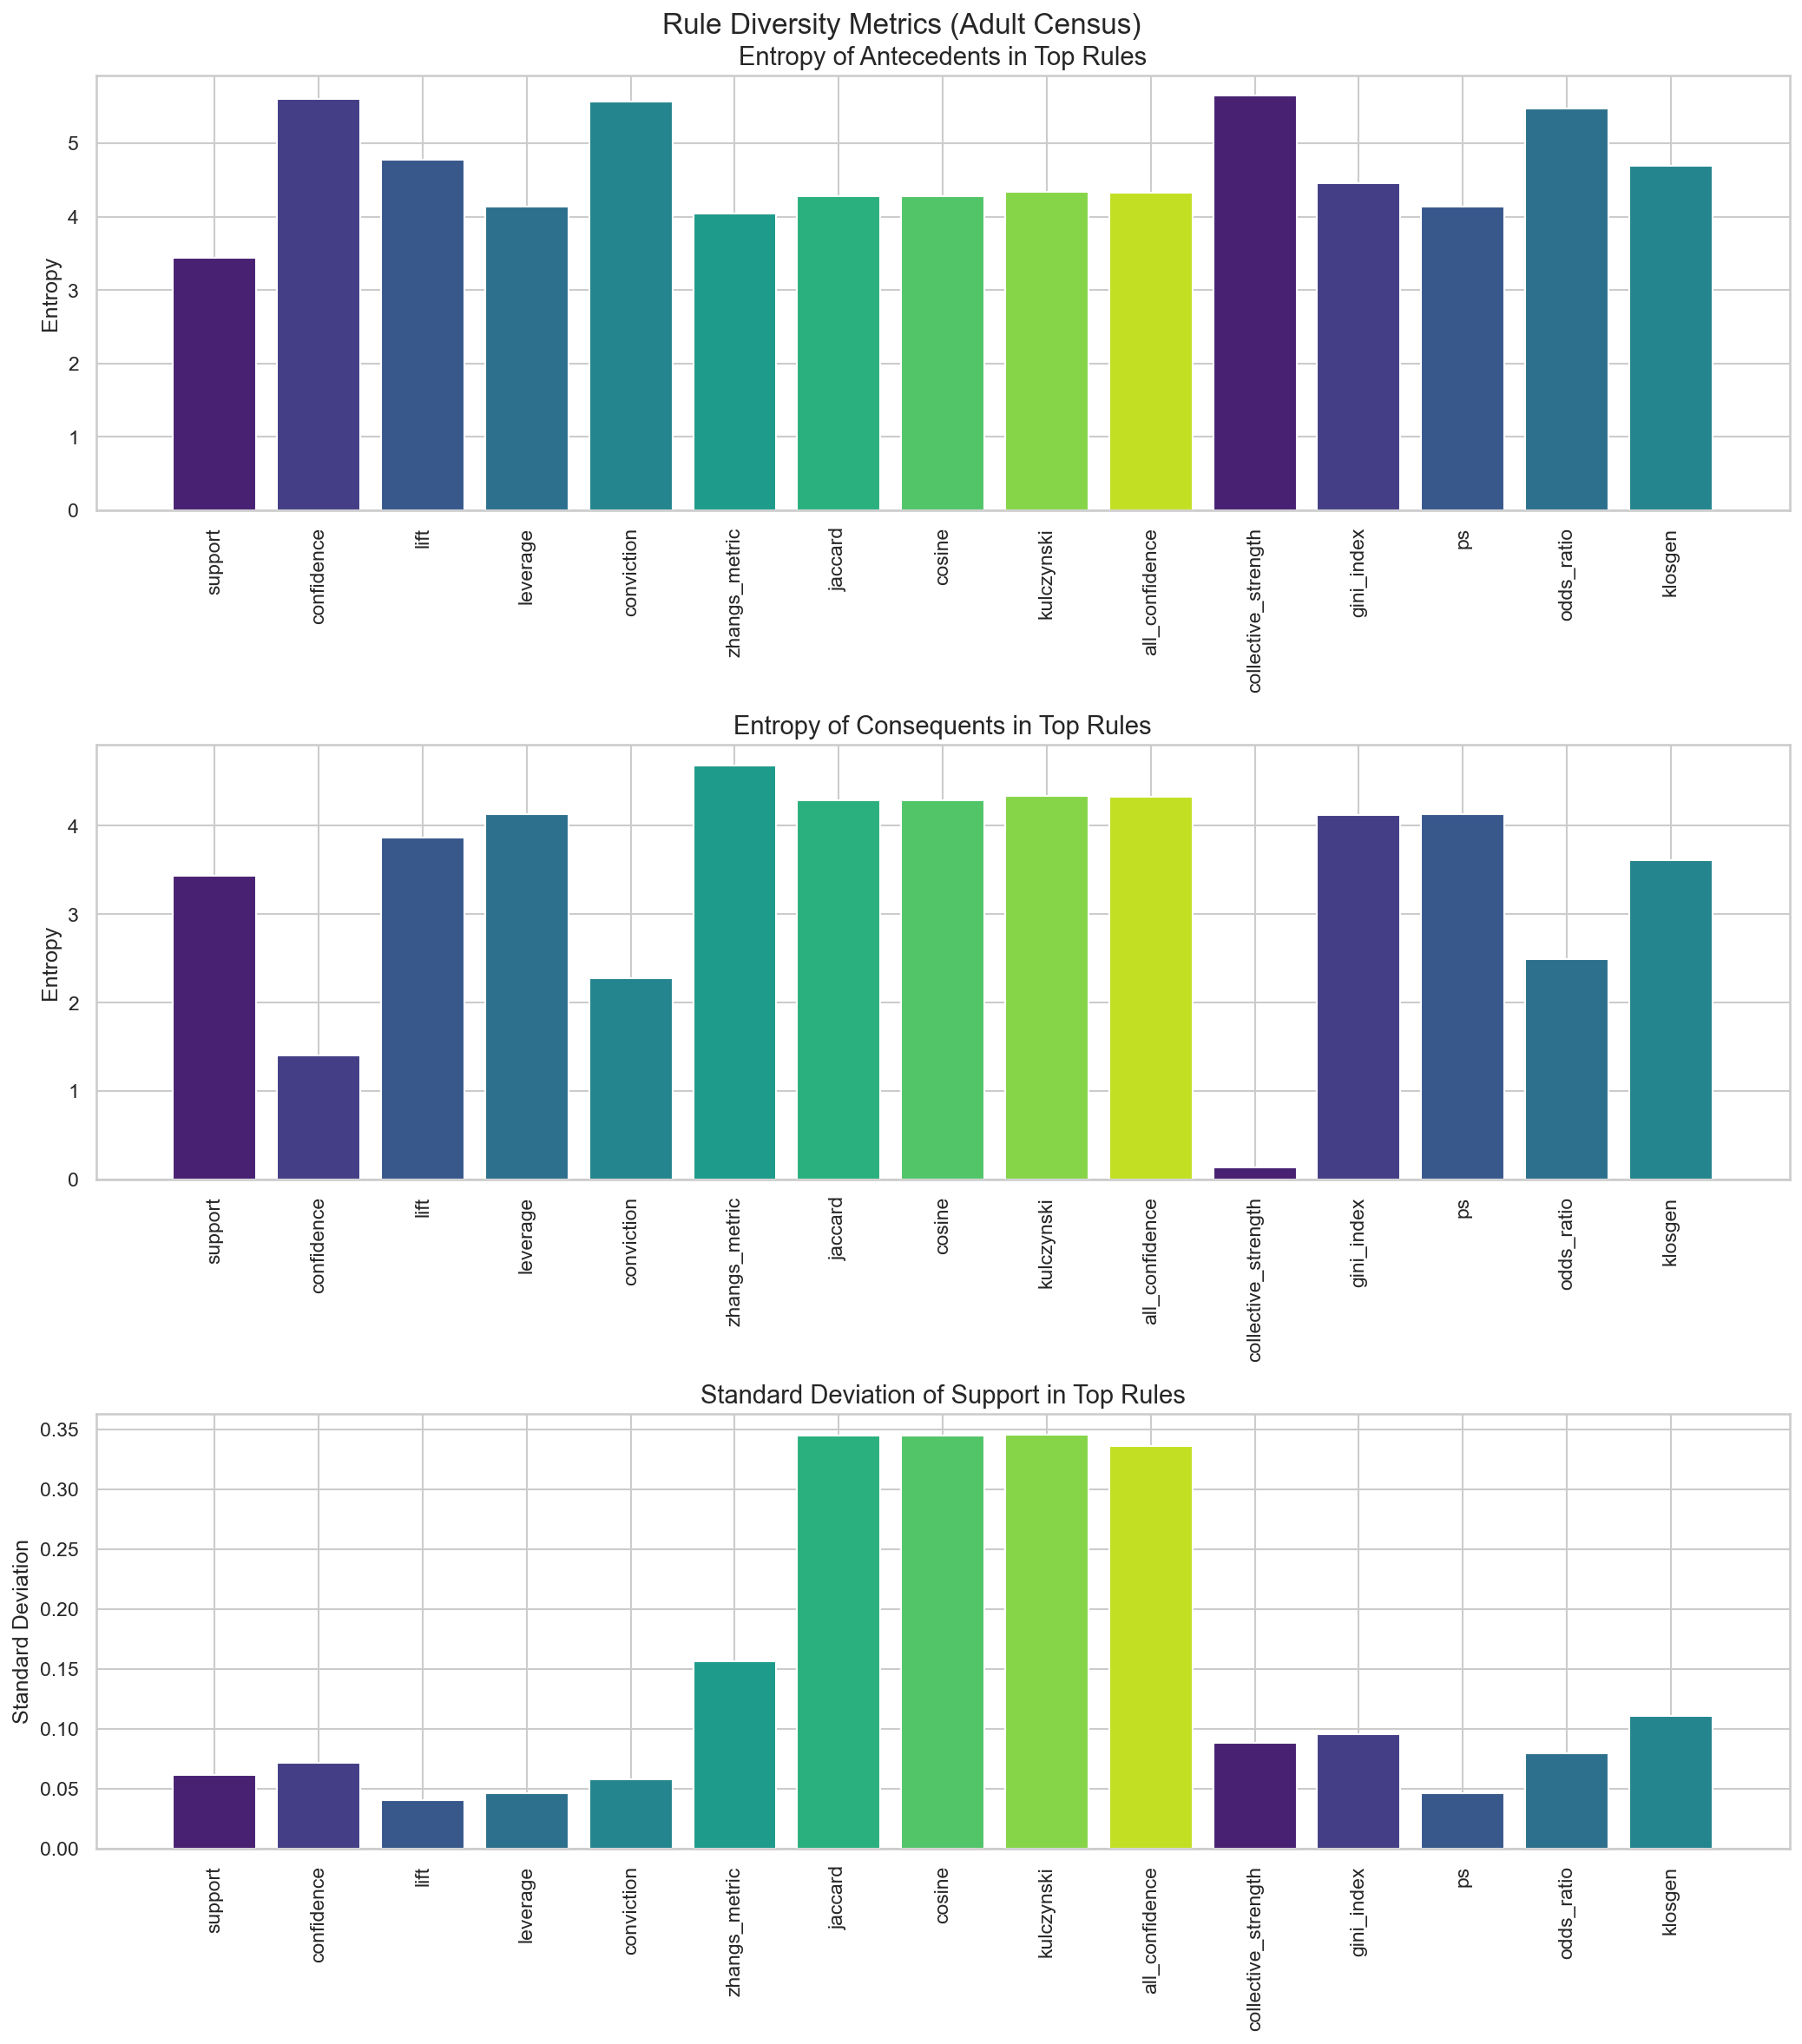 Rule Diversity Metrics (Adult Census)
Entropy of Antecedents in Top Rules
Entropy
5
4
3
2
1
0
support
confidence
lift
leverage
conviction
zhangs_metric
jaccard
cosine
kulczynski
all_confidence
collective_strength
gini_index
ps
odds_ratio
klosgen
Entropy of Consequents in Top Rules
Entropy
4
3
2
1
0
support
confidence
lift
leverage
conviction
zhangs_metric
jaccard
cosine
kulczynski
all_confidence
collective_strength
gini_index
ps
odds_ratio
klosgen
Standard Deviation of Support in Top Rules
Standard Deviation
0.35
0.30
0.25
0.20
0.15
0.10
0.05
0.00
support
confidence
lift
leverage
conviction
zhangs_metric
jaccard
cosine
kulczynski
all_confidence
collective_strength
gini_index
ps
odds_ratio
klosgen